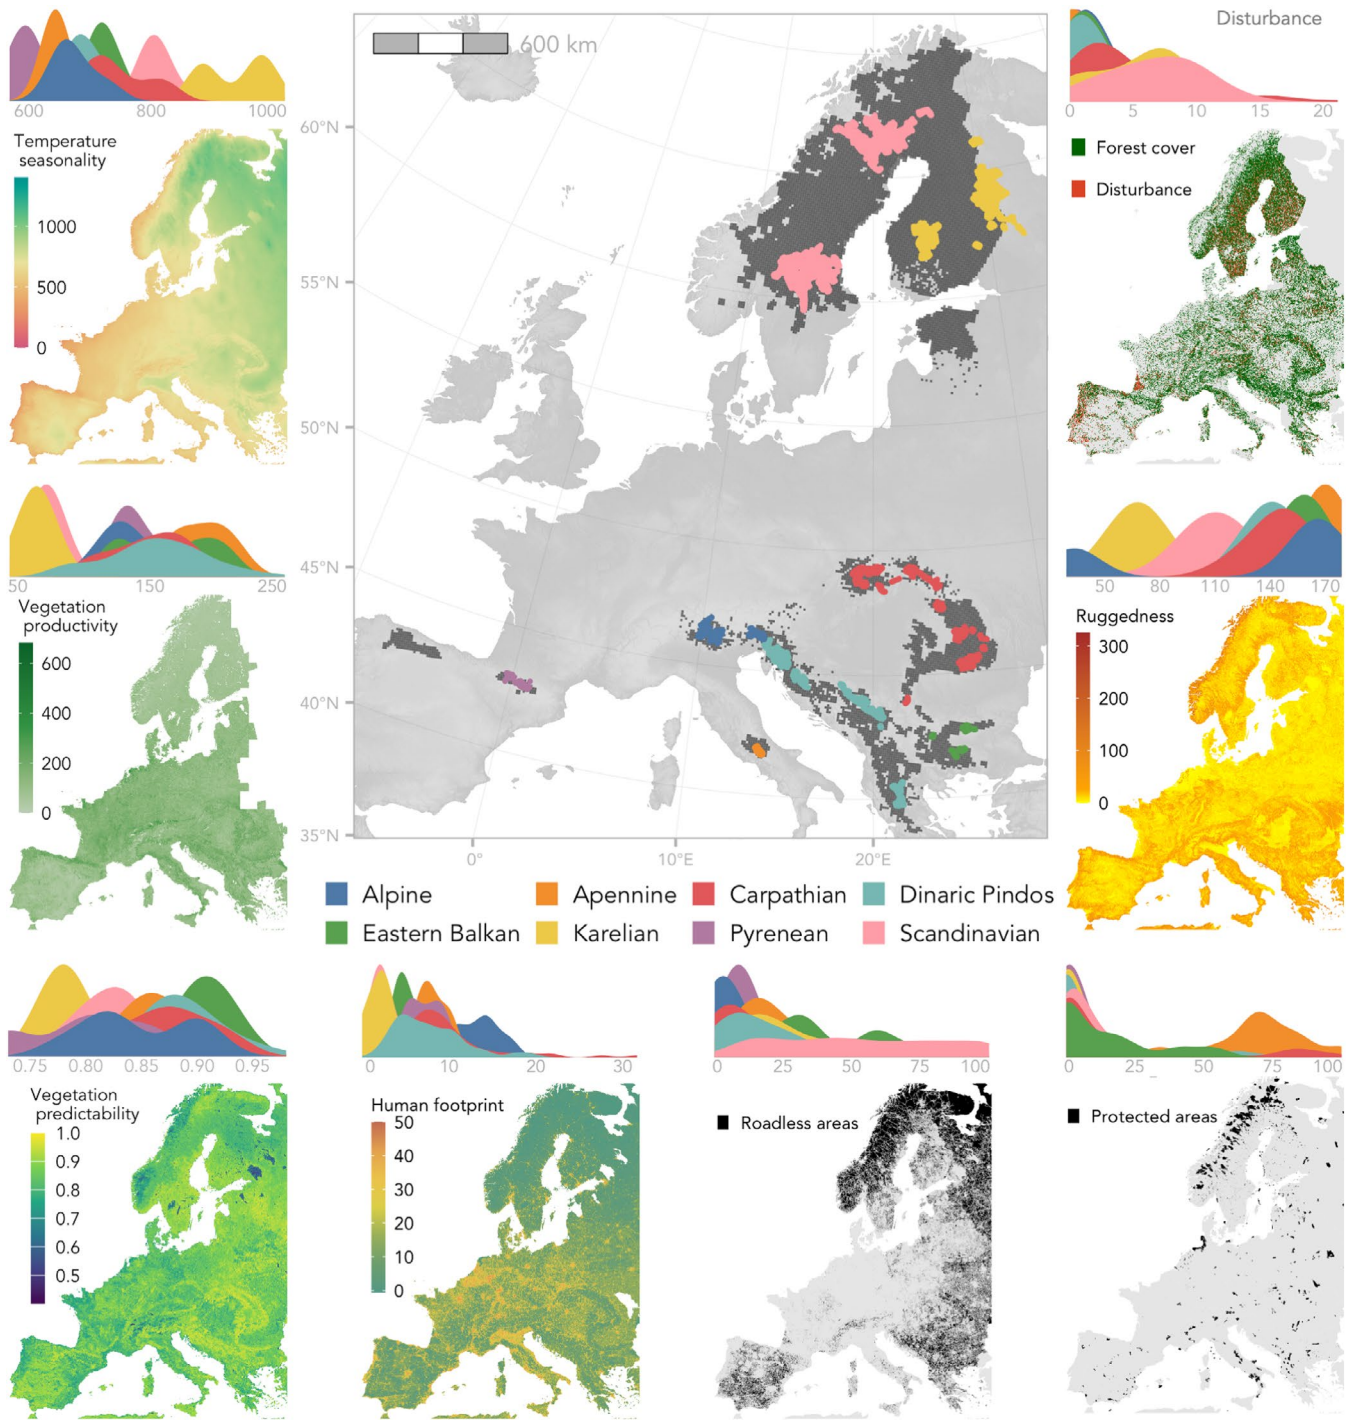 600 800 1000
Temperature
seasonality
1000
500
0
600 km
60°N
55°N
50°N
45°N
40°N
35°N
0° 10°E 20°E
Disturbance
0 5 10 15 20
Forest cover
Disturbance
50 150 250
Vegetation
productivity
600
400
200
0
50 80 110 140 170
Ruggedness
300
200
100
0
Alpine Apennine Carpathian Dinaric Pindos
Eastern Balkan Karelian Pyrenean Scandinavian
0.75 0.80 0.85 0.90 0.95
Vegetation
predictability
1.0
0.9
0.8
0.7
0.6
0.5
0 10 20 30
Human footprint
50
40
30
20
10
0
0 25 50 75 100
Roadless areas
0 25 50 75 100
Protected areas